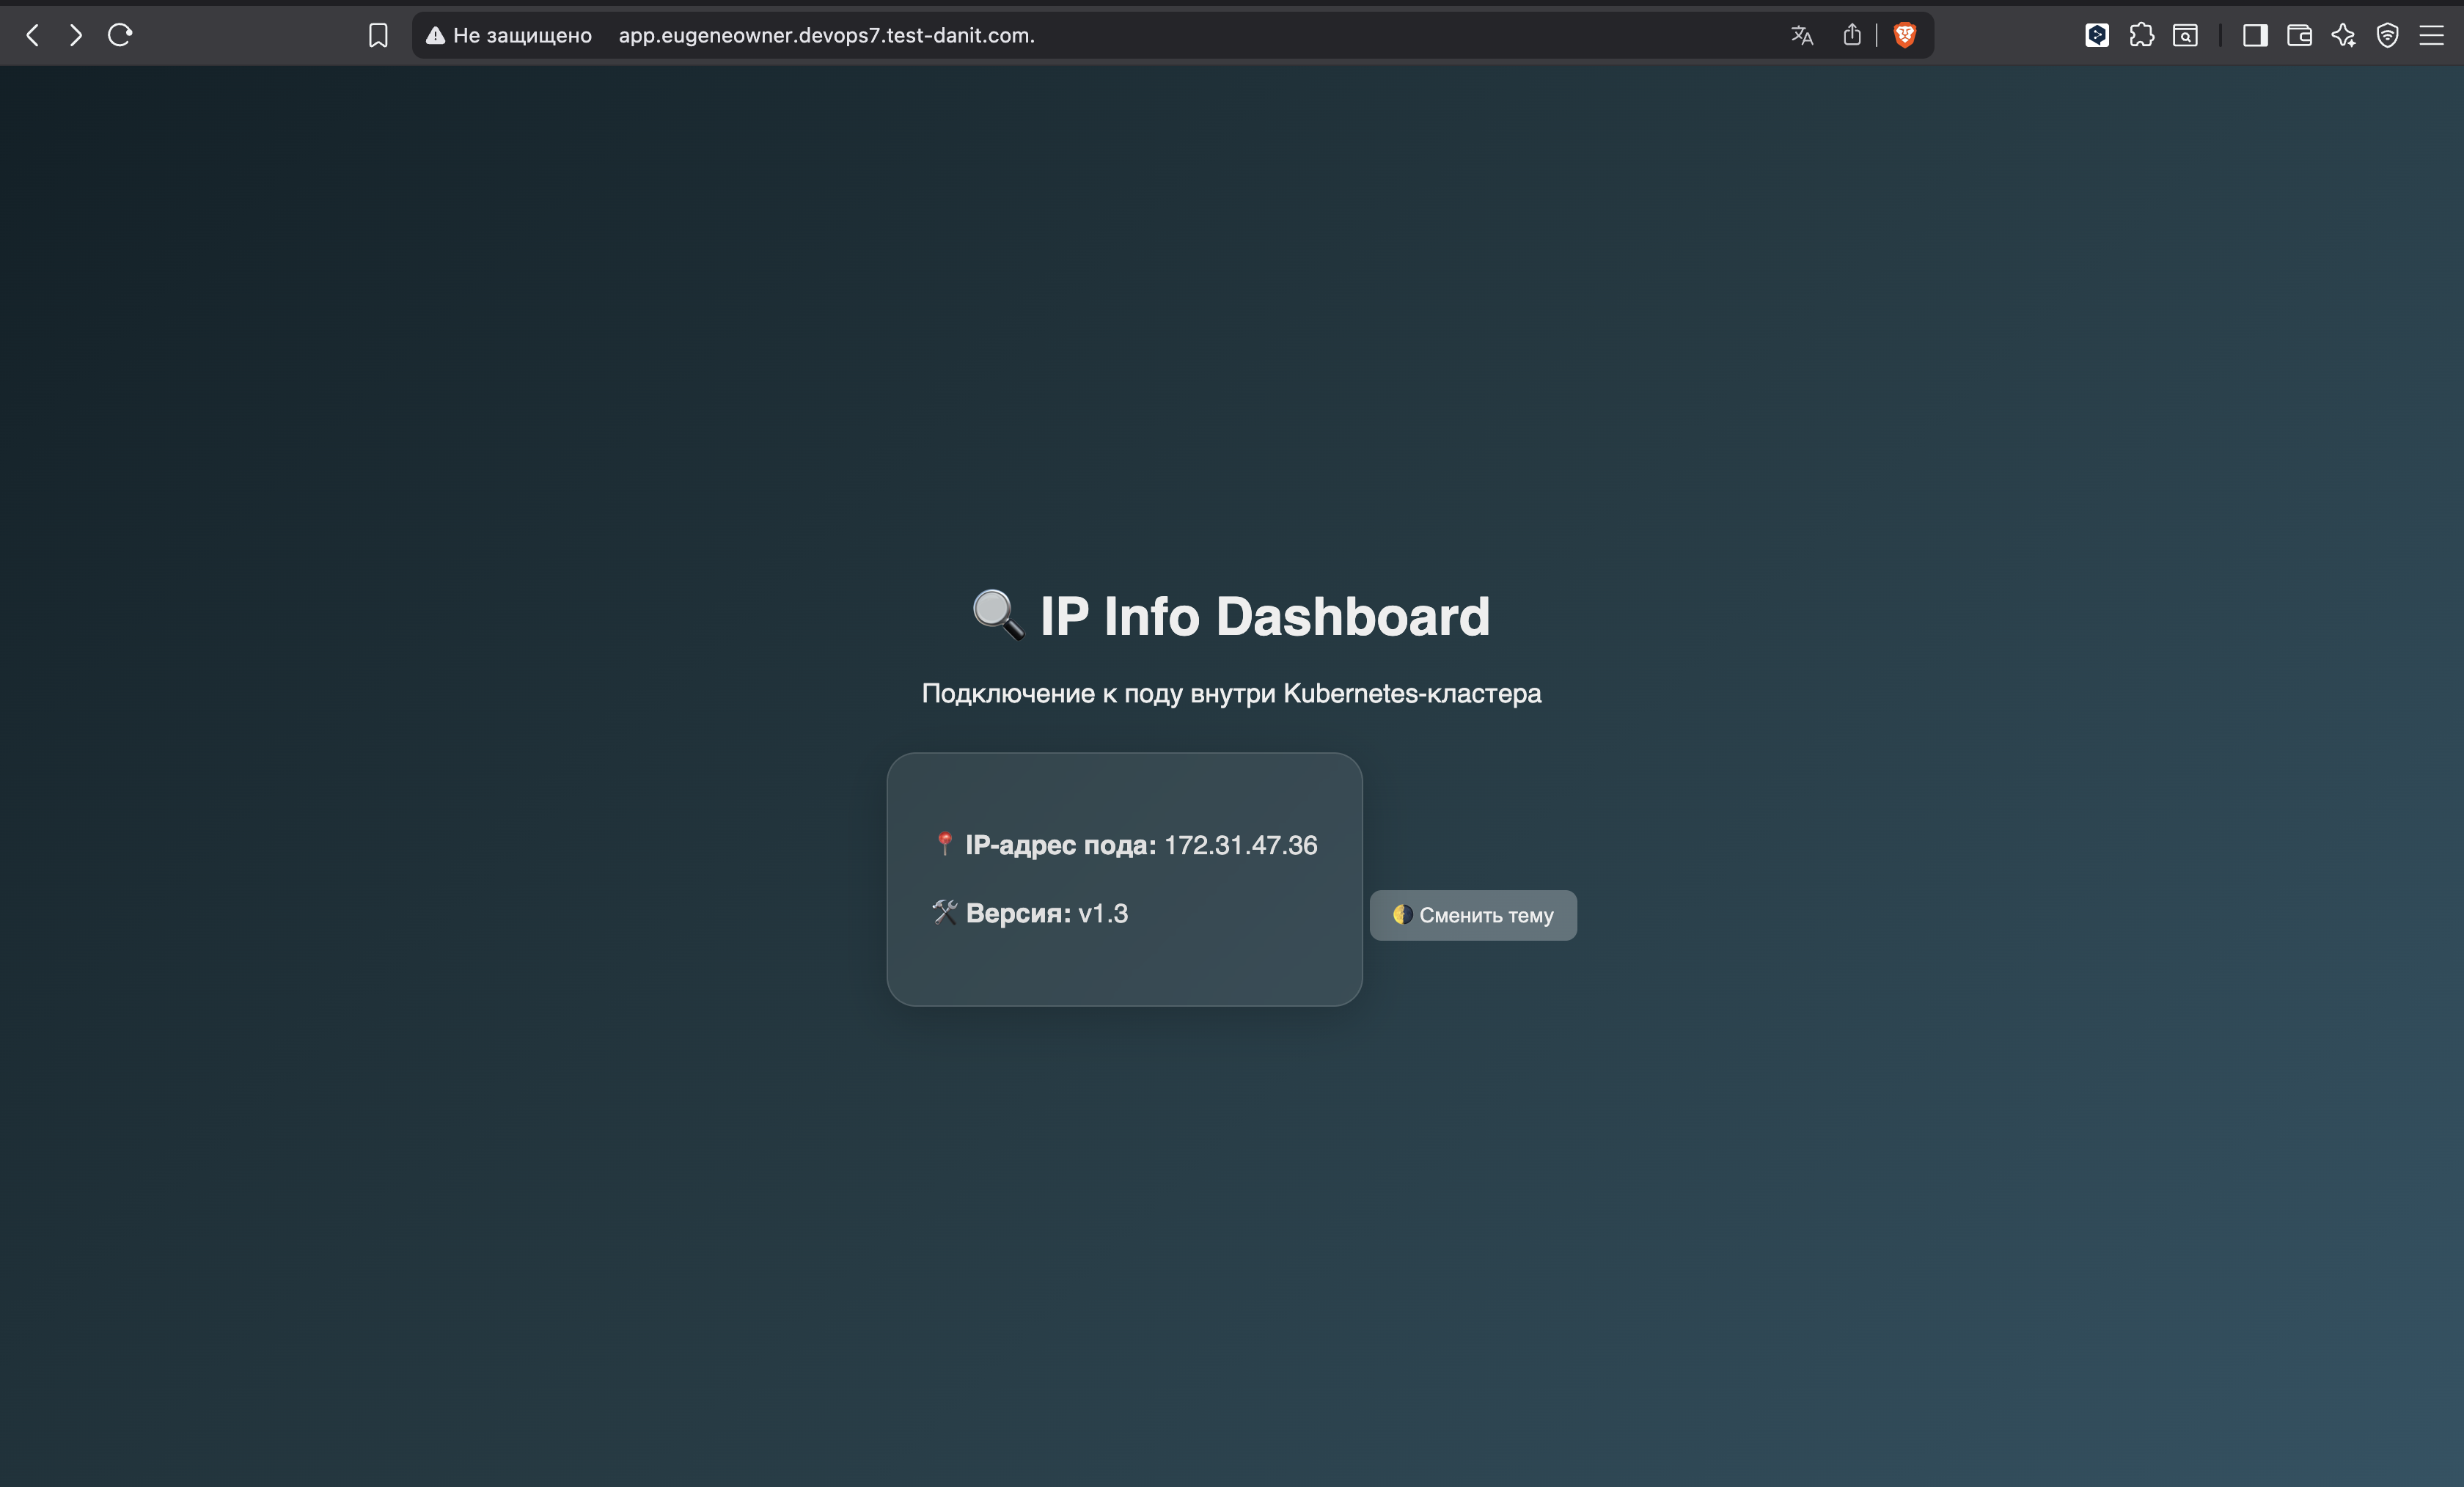 Не защищено app.eugeneowner.devops7.test-danit.com.
🔍 IP Info Dashboard
Подключение к поду внутри Kubernetes-кластера
📍 IP-адрес пода: 172.31.47.36
🛠 Версия: v1.3
🌗 Сменить тему